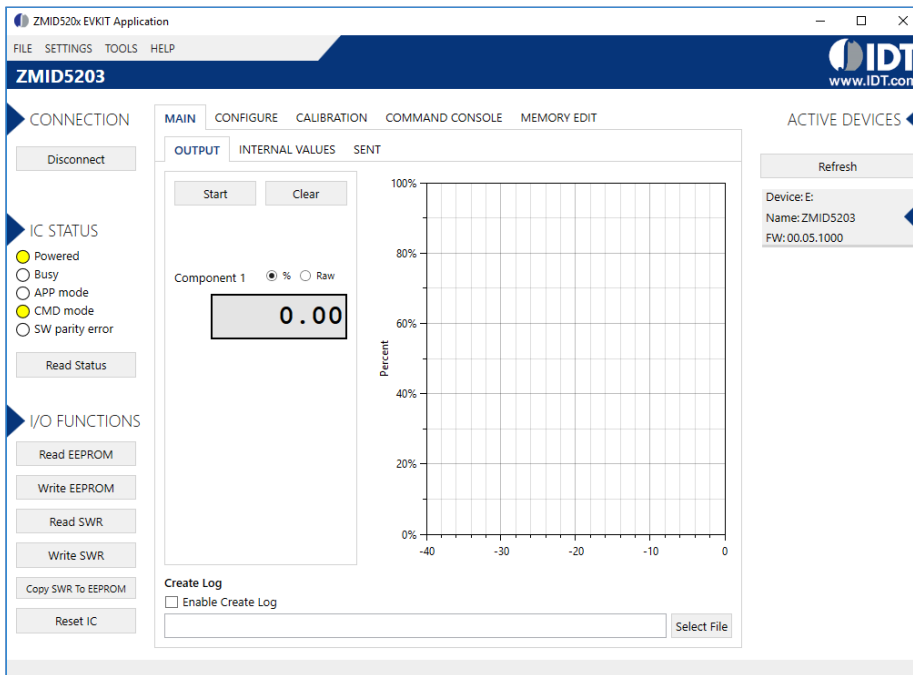 ZMID520x EVKIT Application
FILE SETTINGS TOOLS HELP
IDT
www.IDT.com
ZMID5203
CONNECTION
Disconnect
IC STATUS
Powered
Busy
APP mode
CMD mode
SW parity error
Read Status
I/O FUNCTIONS
Read EEPROM
Write EEPROM
Read SWR
Write SWR
Copy SWR To EEPROM
Reset IC
MAIN CONFIGURE CALIBRATION COMMAND CONSOLE MEMORY EDIT
OUTPUT INTERNAL VALUES SENT
Start Clear
Component 1 % Raw
0.00
Percent
100%
80%
60%
40%
20%
0%
-40 -30 -20 -10 0
Create Log
Enable Create Log
Select File
ACTIVE DEVICES
Refresh
Device: E:
Name: ZMID5203
FW: 00.05.1000